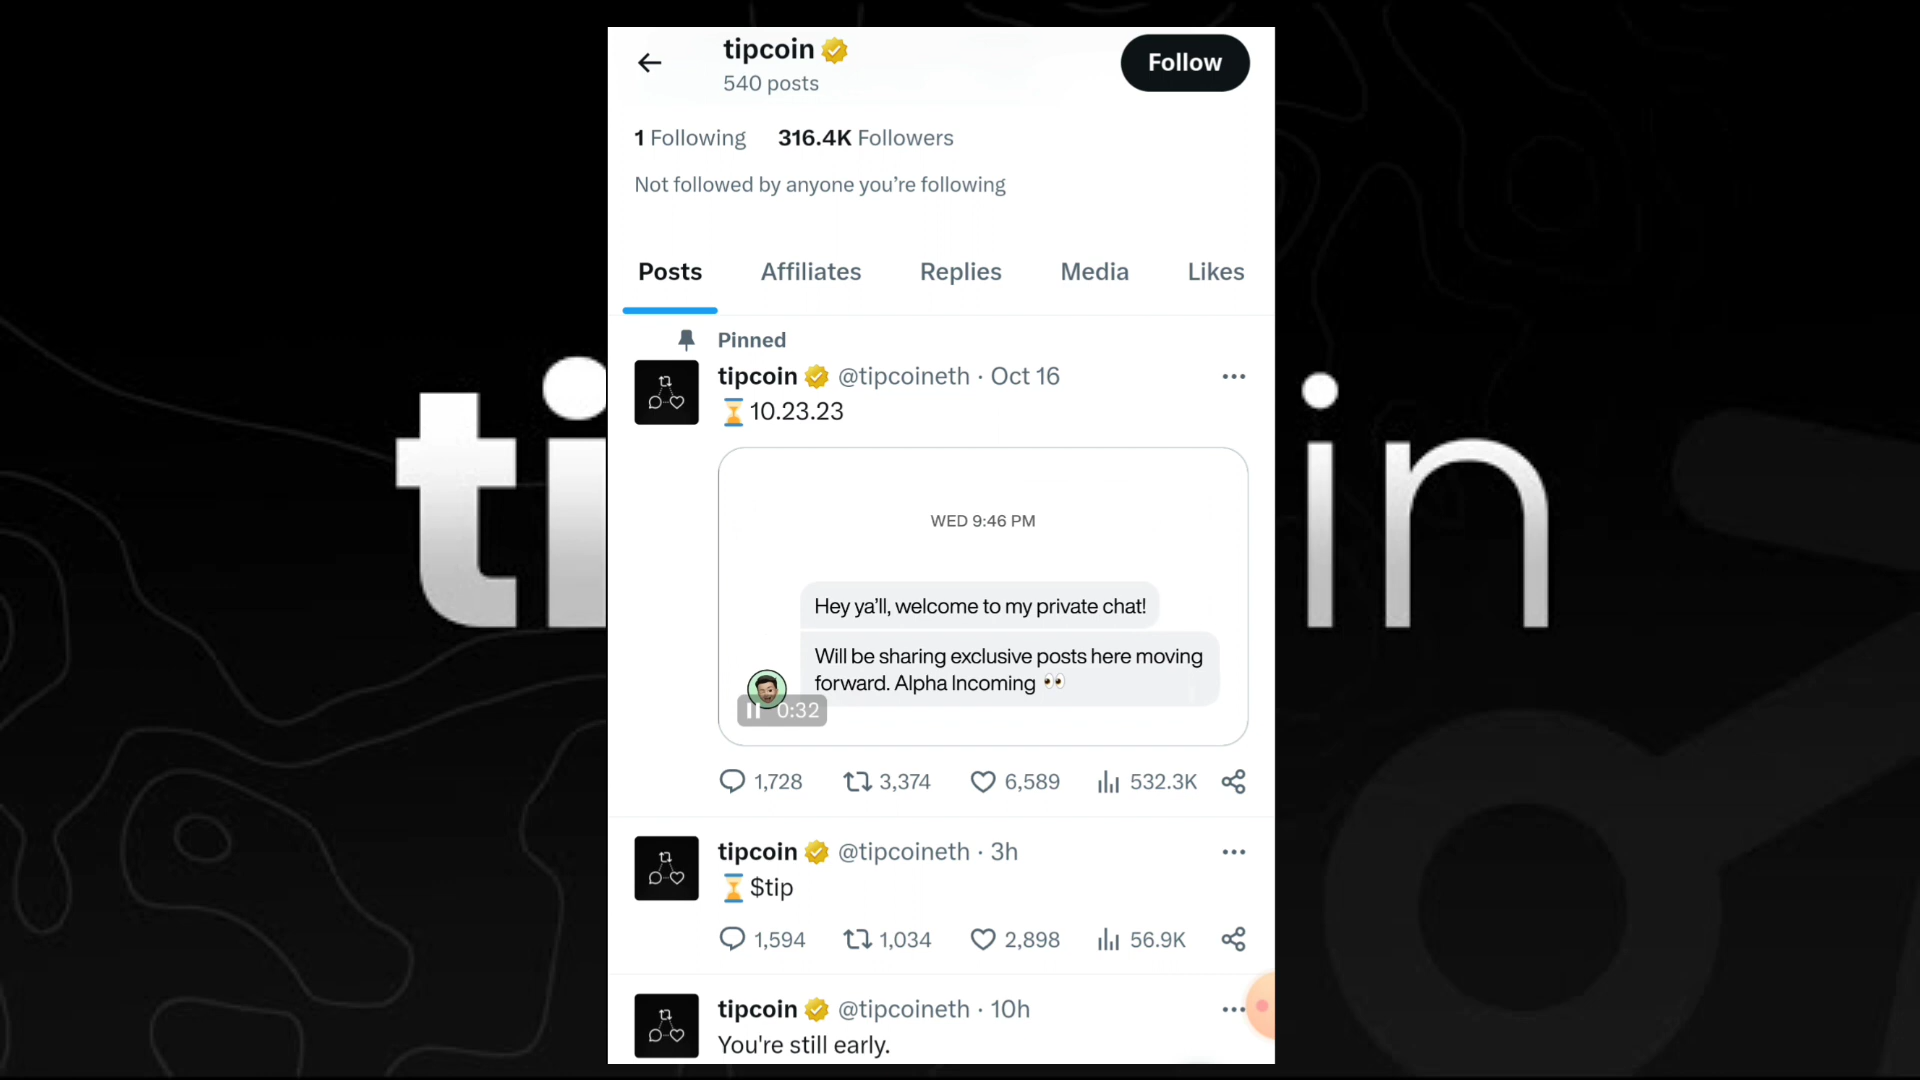 tipcoin
Follow
540 posts
1 Following 316.4K Followers
Not followed by anyone you’re following
Posts Affiliates Replies Media Likes
Pinned
tipcoin @tipcoineth · Oct 16
⏳10.23.23
WED 9:46 PM
Hey ya’ll, welcome to my private chat!
Will be sharing exclusive posts here moving
forward. Alpha Incoming 👀
0:32
1,728 3,374 6,589 532.3K
tipcoin @tipcoineth · 3h
⏳$tip
1,594 1,034 2,898 56.9K
tipcoin @tipcoineth · 10h
You're still early.
ti in